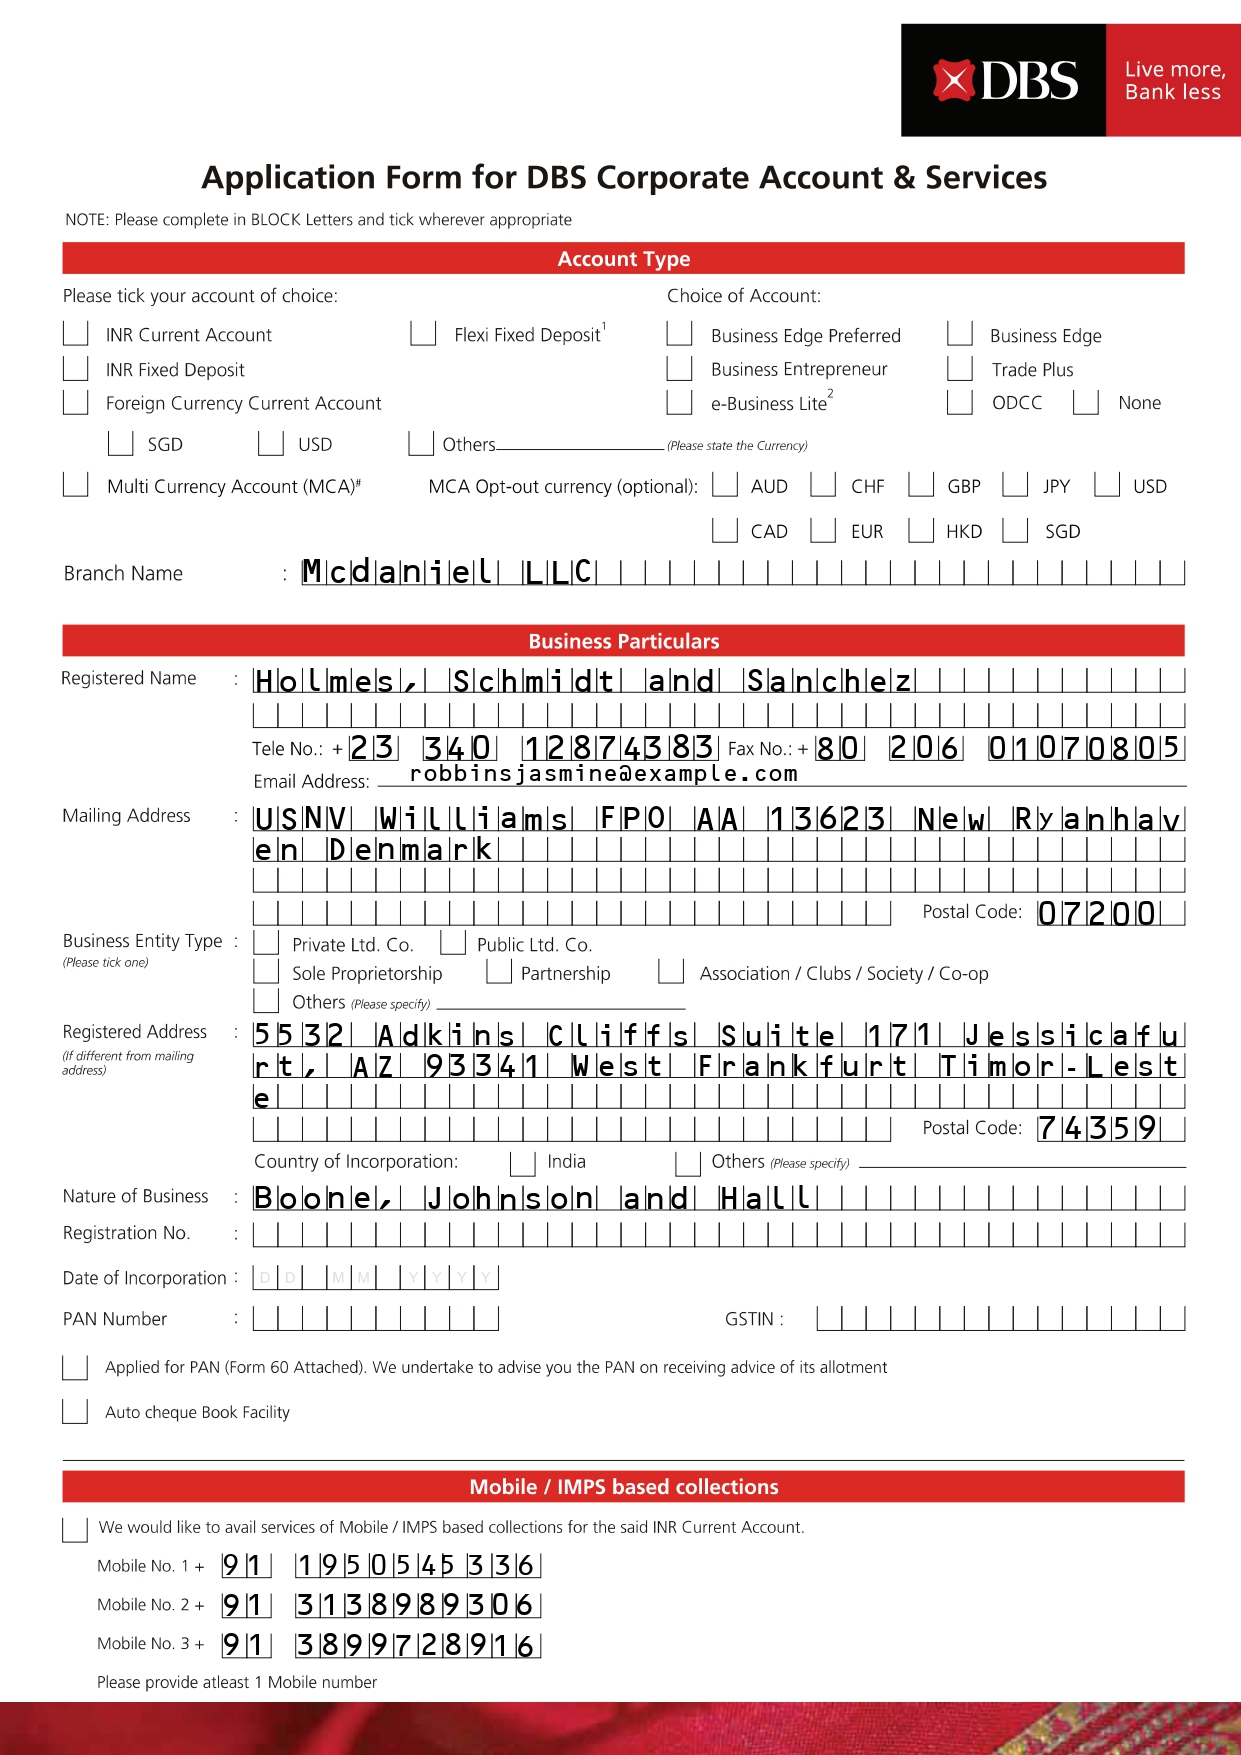 DBS Live more,
Bank less
Application Form for DBS Corporate Account & Services
NOTE: Please complete in BLOCK Letters and tick wherever appropriate
Account Type
Please tick your account of choice: Choice of Account:
INR Current Account Flexi Fixed Deposit1 Business Edge Preferred Business Edge
INR Fixed Deposit Business Entrepreneur Trade Plus
Foreign Currency Current Account e-Business Lite2 ODCC None
SGD USD Others (Please state the Currency)
Multi Currency Account (MCA)# MCA Opt-out currency (optional): AUD CHF GBP JPY USD
CAD EUR HKD SGD
Branch Name : Mcdaniel LLC
Business Particulars
Registered Name : Holmes, Schmidt and Sanchez
Tele No.: + 23 340 12874383 Fax No.: + 80 206 01070805
Email Address: robbinsjasmine@example.com
Mailing Address : USNV Williams FPO AA 13623 New Ryanhav
en Denmark
Postal Code: 07200
Business Entity Type : Private Ltd. Co. Public Ltd. Co.
(Please tick one)
Sole Proprietorship Partnership Association / Clubs / Society / Co-op
Others (Please specify)
Registered Address : 5532 Adkins Cliffs Suite 171 Jessicafu
(If different from mailing
address)
rt, AZ 93341 West Frankfurt Timor-Lest
e
Postal Code: 74359
Country of Incorporation: India Others (Please specify)
Nature of Business : Boone, Johnson and Hall
Registration No. :
Date of Incorporation : DD MM YYYY
PAN Number : GSTIN :
Applied for PAN (Form 60 Attached). We undertake to advise you the PAN on receiving advice of its allotment
Auto cheque Book Facility
Mobile / IMPS based collections
We would like to avail services of Mobile / IMPS based collections for the said INR Current Account.
Mobile No. 1 + 91 1950545336
Mobile No. 2 + 91 3138989306
Mobile No. 3 + 91 3899728916
Please provide atleast 1 Mobile number